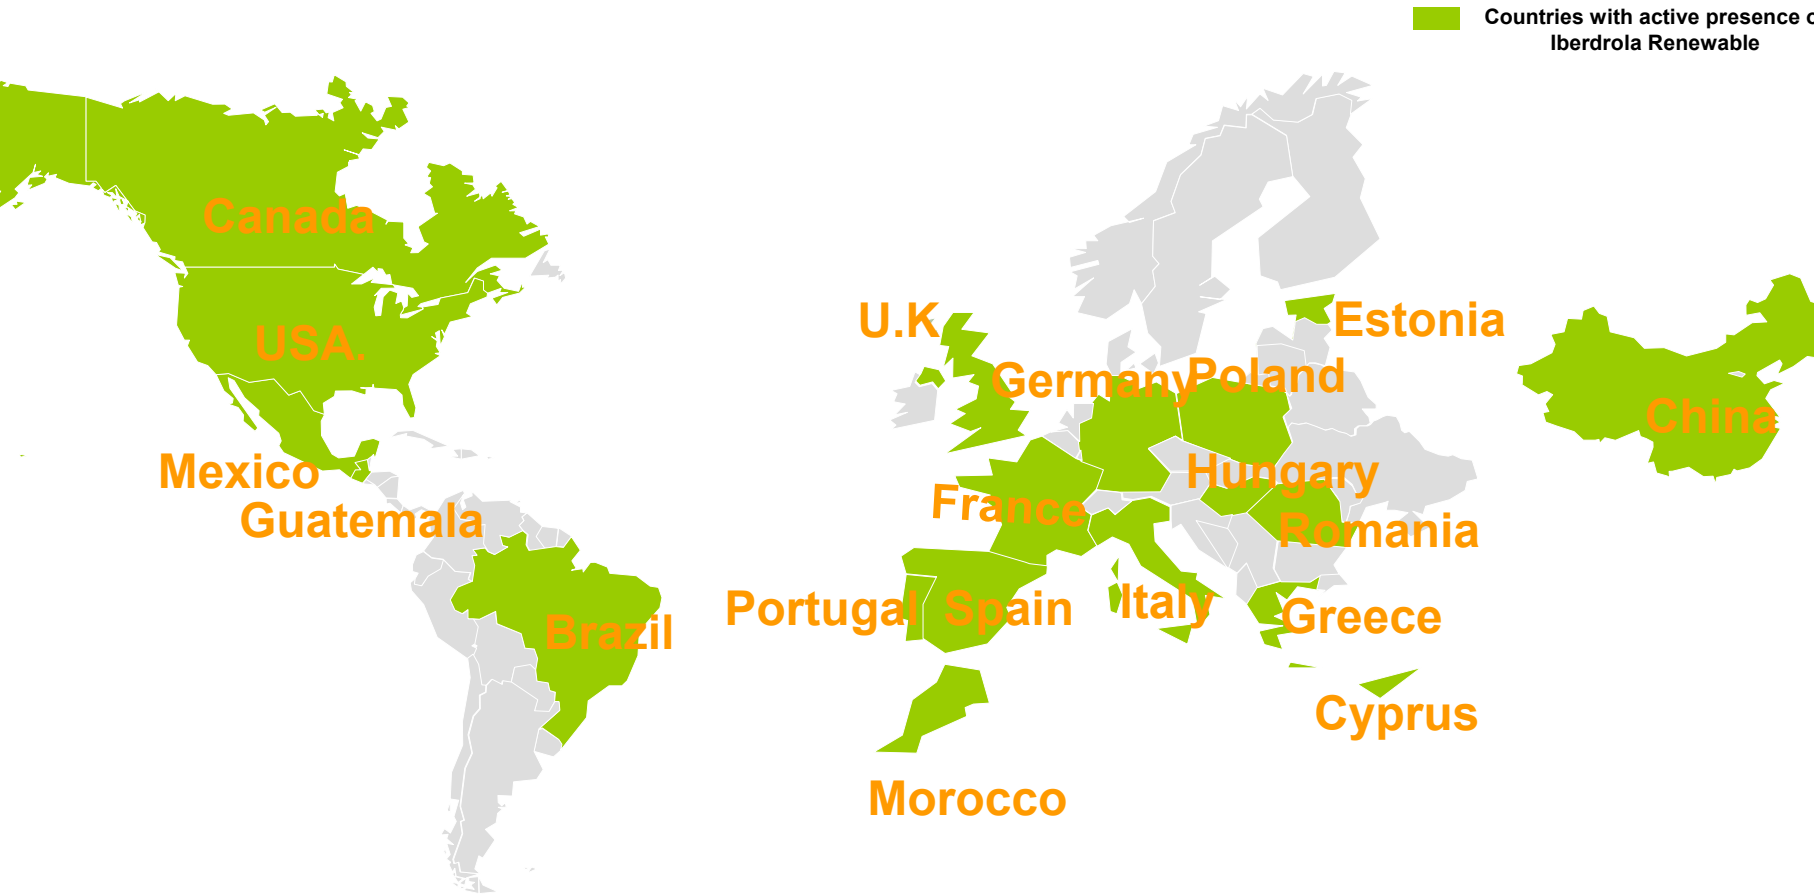 Countries with active presence o
Iberdrola Renewable
Canada
USA.
Mexico
Guatemala
Brazil
U.K
Estonia
Germany
Poland
China
Hungary
France
Romania
Portugal
Spain
Italy
Greece
Cyprus
Morocco